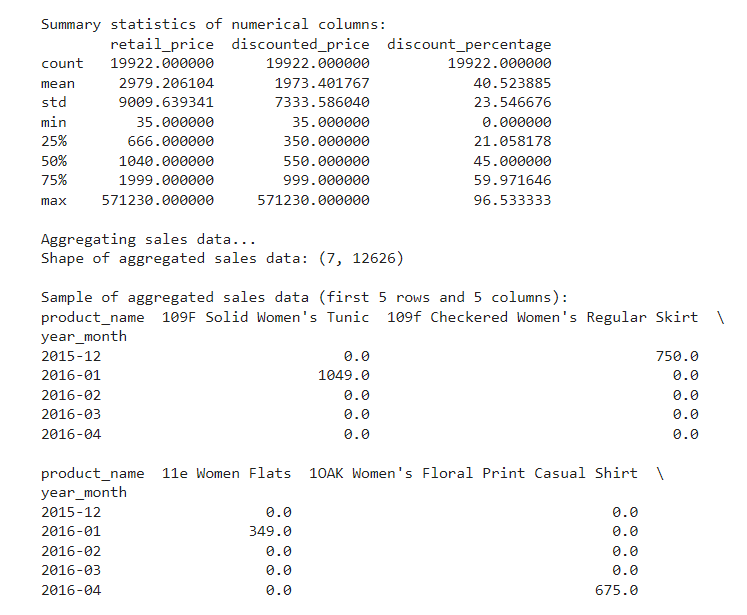 Summary statistics of numerical columns:
retail_price discounted_price discount_percentage
count 19922.000000 19922.000000 19922.000000
mean 2979.206104 1973.401767 40.523885
std 9009.639341 7333.586040 23.546676
min 35.000000 35.000000 0.000000
25% 666.000000 350.000000 21.058178
50% 1040.000000 550.000000 45.000000
75% 1999.000000 999.000000 59.971646
max 571230.000000 571230.000000 96.533333
Aggregating sales data...
Shape of aggregated sales data: (7, 12626)
Sample of aggregated sales data (first 5 rows and 5 columns):
product_name 109F Solid Women's Tunic 109f Checkered Women's Regular Skirt \
year_month
2015-12 0.0 750.0
2016-01 1049.0 0.0
2016-02 0.0 0.0
2016-03 0.0 0.0
2016-04 0.0 0.0
product_name 11e Women Flats 1OAK Women's Floral Print Casual Shirt \
year_month
2015-12 0.0 0.0
2016-01 349.0 0.0
2016-02 0.0 0.0
2016-03 0.0 0.0
2016-04 0.0 675.0